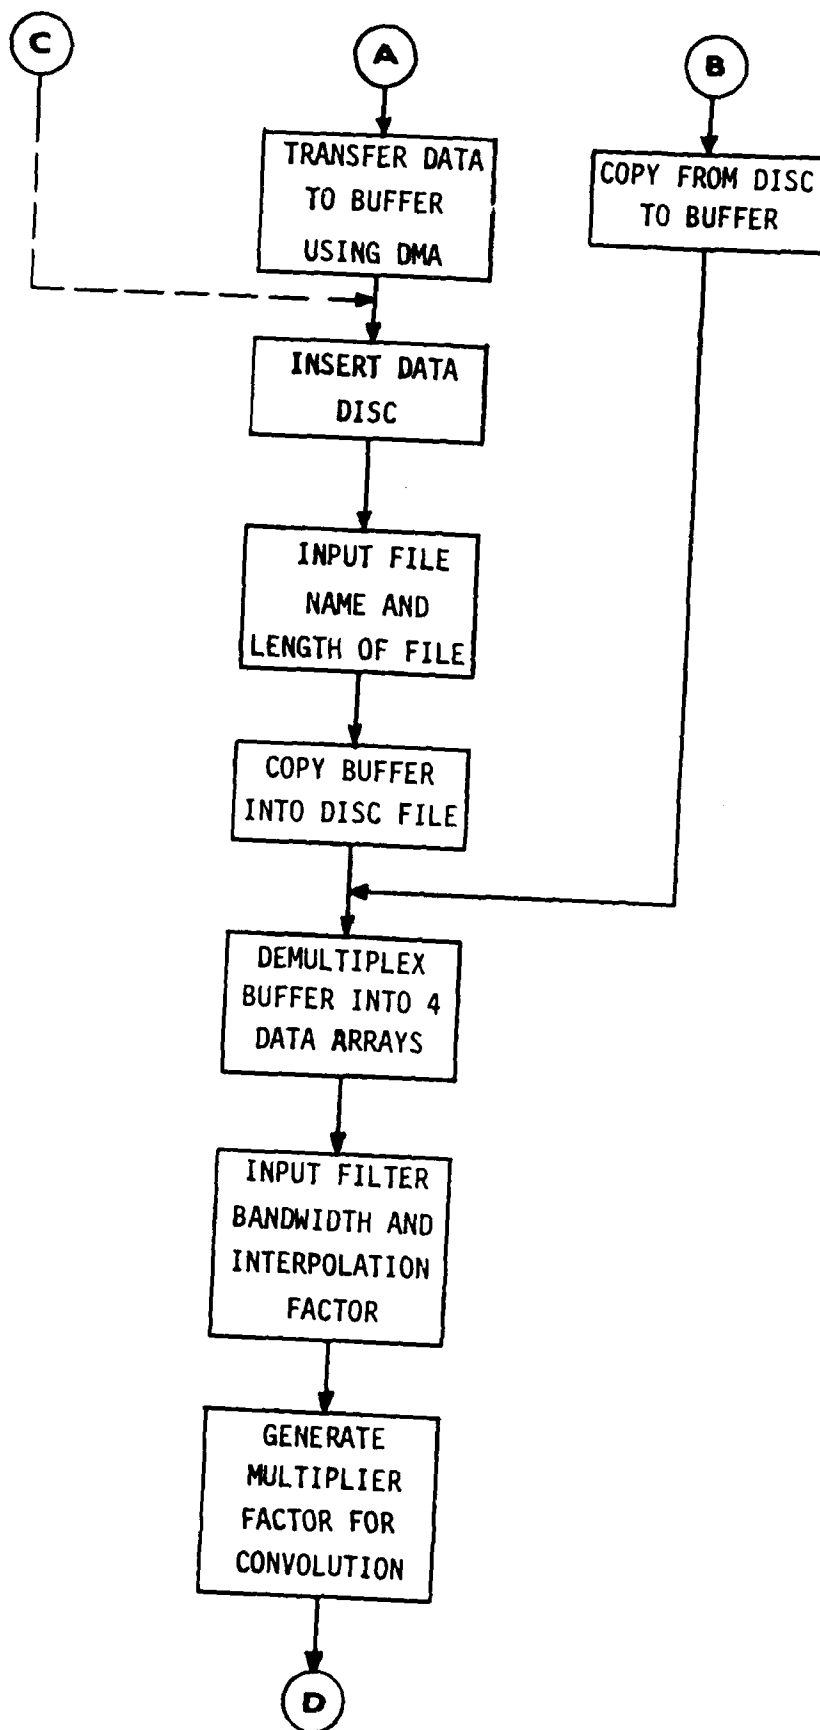 C
A
B
TRANSFER DATA
TO BUFFER
USING DMA
COPY FROM DISC
TO BUFFER
INSERT DATA
DISC
INPUT FILE
NAME AND
LENGTH OF FILE
COPY BUFFER
INTO DISC FILE
DEMULTIPLEX
BUFFER INTO 4
DATA ARRAYS
INPUT FILTER
BANDWIDTH AND
INTERPOLATION
FACTOR
GENERATE
MULTIPLIER
FACTOR FOR
CONVOLUTION
D